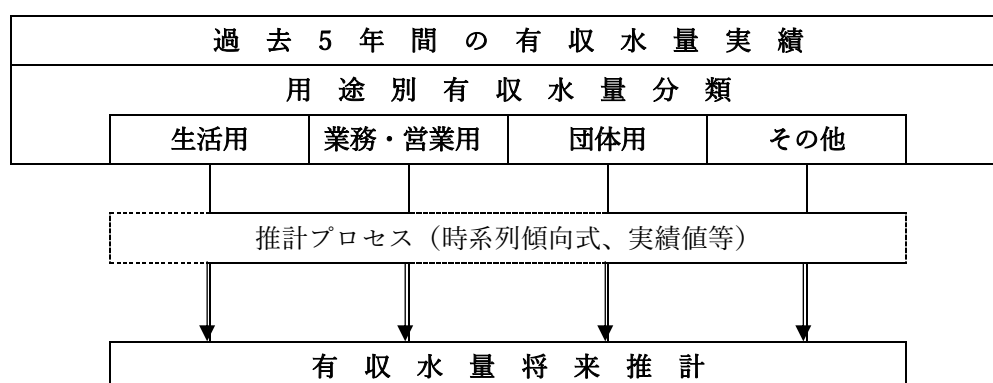 過去5年間の有収水量実績
用途別有収水量分類
生活用 業務・営業用 団体用 その他
推計プロセス（時系列傾向式、実績値等）
有収水量将来推計